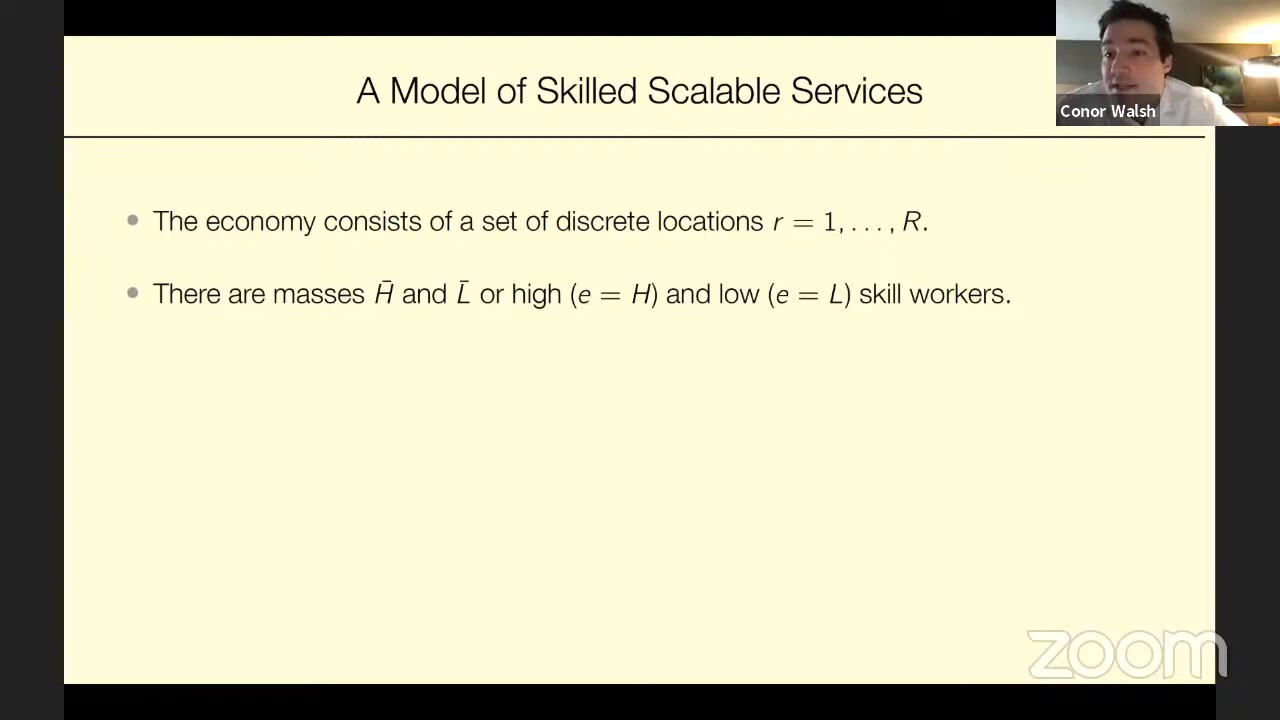 A Model of Skilled Scalable Services
Conor Walsh
• The economy consists of a set of discrete locations r = 1, . . . , R.
• There are masses H̄ and L̄ or high (e = H) and low (e = L) skill workers.
zoom